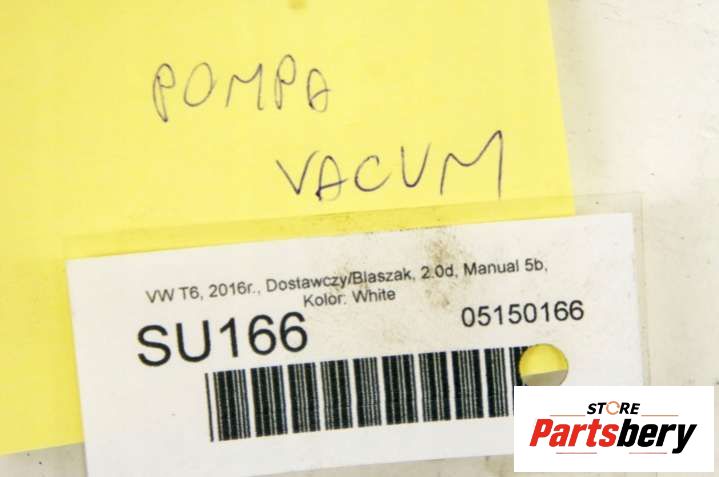 POMPA
VACUM
VW T6, 2016r., Dostawczy/Blaszak, 2.0d, Manual 5b,
Kolor: White
SU166
05150166
STORE
Partsbery